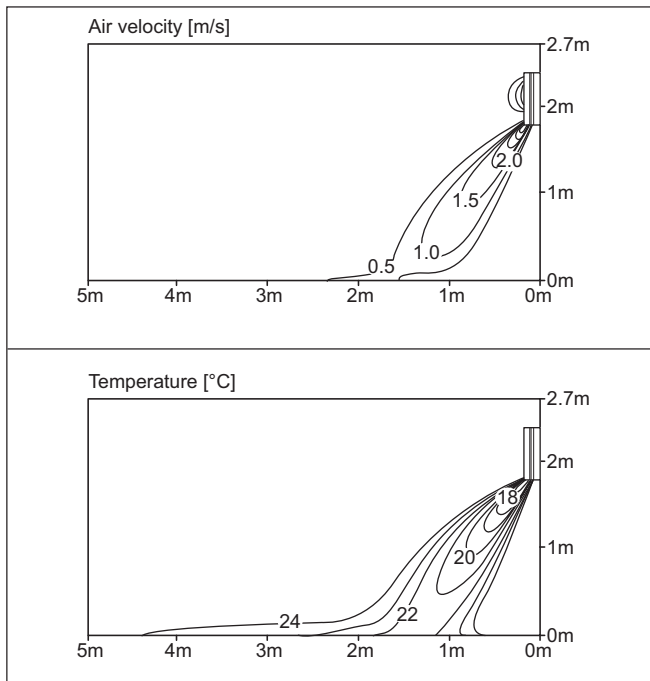 Air velocity [m/s]
2.7m
2m
2.0
1.5
1m
1.0
0.5
0m
5m 4m 3m 2m 1m 0m
Temperature [°C]
2.7m
2m
18
20
1m
22
24
0m
5m 4m 3m 2m 1m 0m